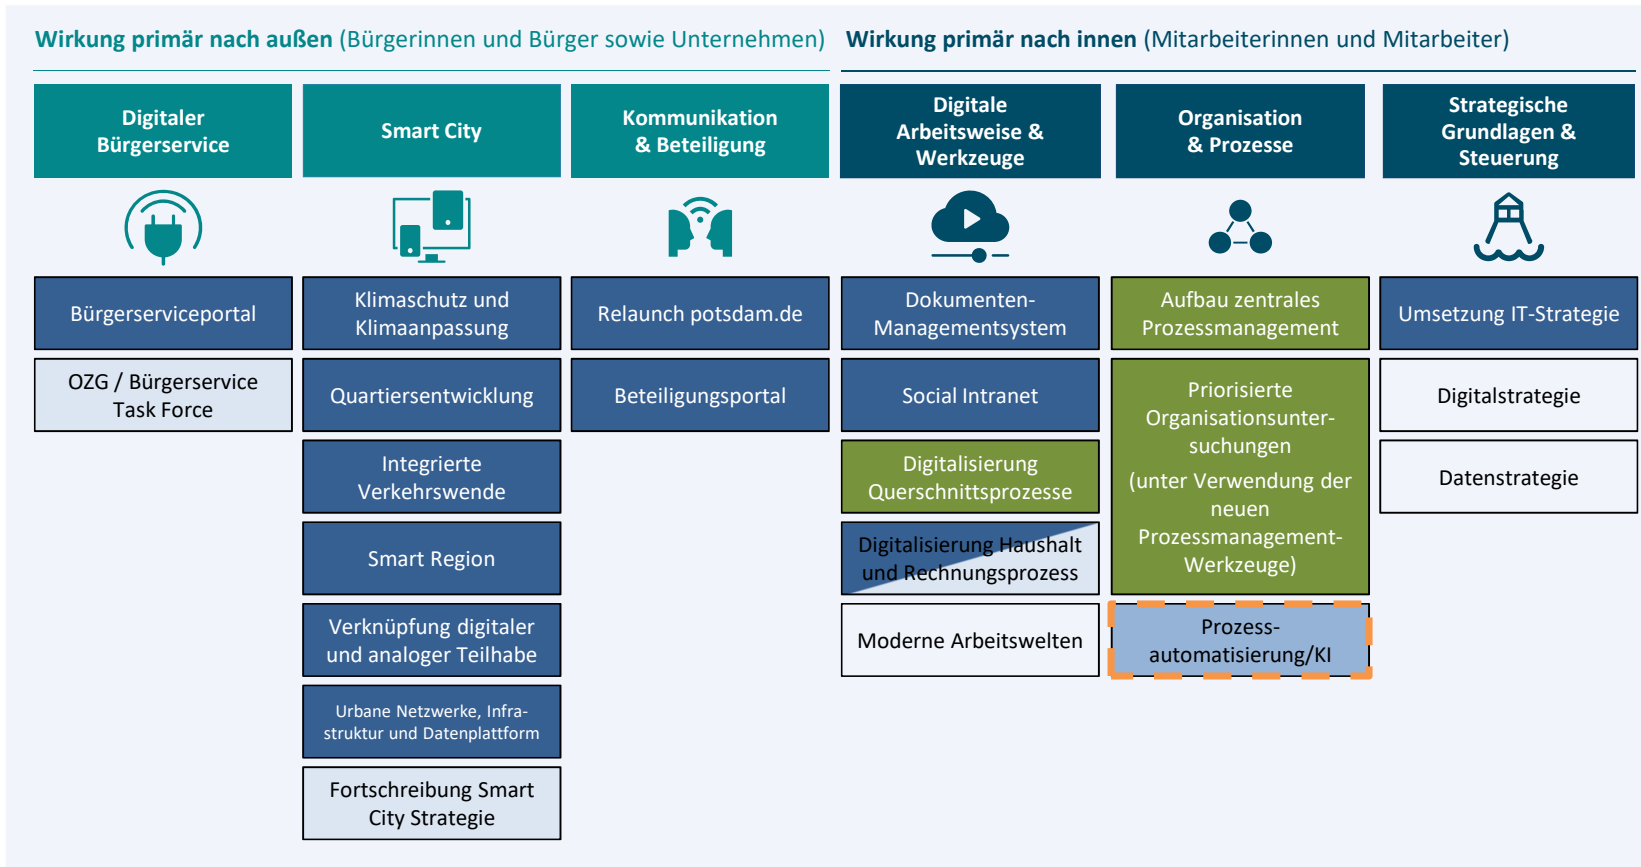 Wirkung primär nach außen (Bürgerinnen und Bürger sowie Unternehmen)
Wirkung primär nach innen (Mitarbeiterinnen und Mitarbeiter)
Digitaler
Bürgerservice
Smart City
Kommunikation
& Beteiligung
Digitale
Arbeitsweise &
Werkzeuge
Organisation
& Prozesse
Strategische
Grundlagen &
Steuerung
Bürgerserviceportal
OZG / Bürgerservice
Task Force
Klimaschutz und
Klimaanpassung
Quartiersentwicklung
Integrierte
Verkehrswende
Smart Region
Verknüpfung digitaler
und analoger Teilhabe
Urbane Netzwerke, Infra-
struktur und Datenplattform
Fortschreibung Smart
City Strategie
Relaunch potsdam.de
Beteiligungsportal
Dokumenten-
Managementsystem
Social Intranet
Digitalisierung
Querschnittsprozesse
Digitalisierung Haushalt
und Rechnungsprozess
Moderne Arbeitswelten
Aufbau zentrales
Prozessmanagement
Priorisierte
Organisationsunter-
suchungen
(unter Verwendung der
neuen
Prozessmanagement-
Werkzeuge)
Prozess-
automatisierung/KI
Umsetzung IT-Strategie
Digitalstrategie
Datenstrategie